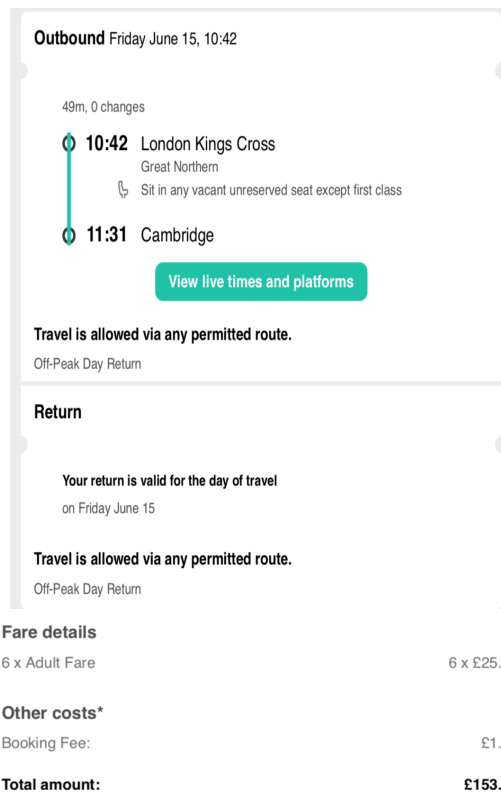 Outbound Friday June 15, 10:42
49m, 0 changes
10:42 London Kings Cross
Great Northern
Sit in any vacant unreserved seat except first class
11:31 Cambridge
View live times and platforms
Travel is allowed via any permitted route.
Off-Peak Day Return
Return
Your return is valid for the day of travel
on Friday June 15
Travel is allowed via any permitted route.
Off-Peak Day Return
Fare details
6 x Adult Fare 6 x £25.
Other costs*
Booking Fee: £1.
Total amount: £153.